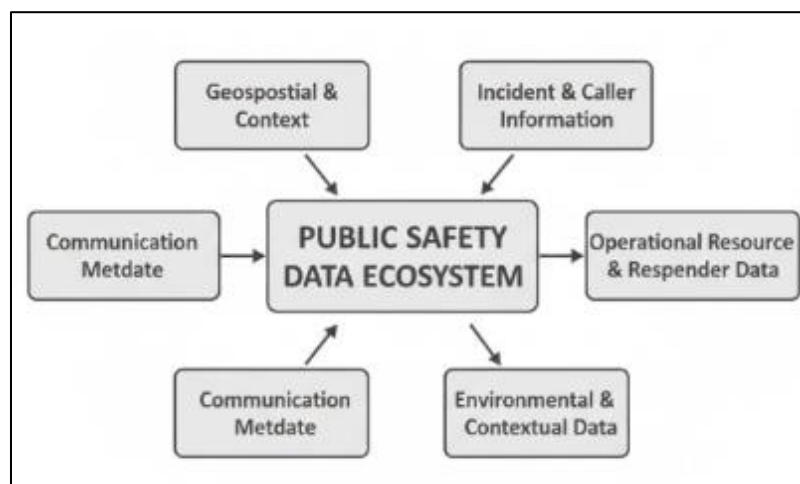 Geospostial &
Context
Incident & Caller
Information
Communication
Metdate
PUBLIC SAFETY
DATA ECOSYSTEM
Operational Resource
& Respender Data
Communication
Metdate
Environmental &
Contextual Data